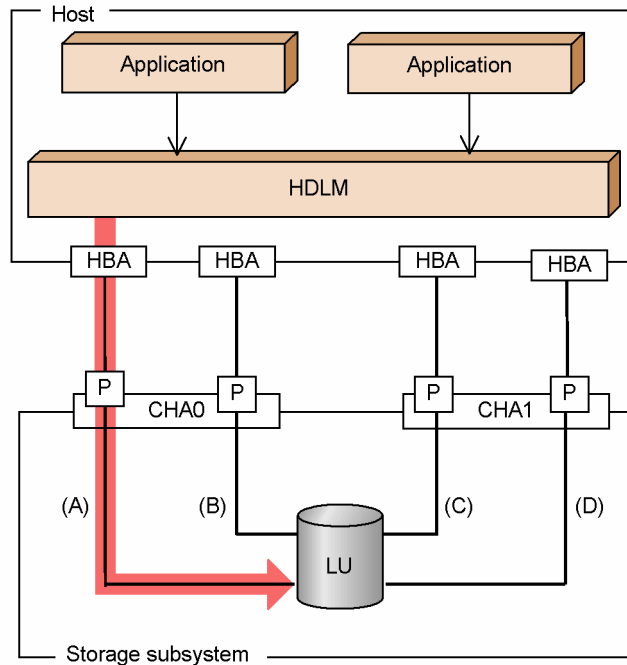 Host
Application
Application
HDLM
HBA
HBA
HBA
HBA
P
P
P
P
CHA0
CHA1
(A)
(B)
(C)
(D)
LU
Storage subsystem